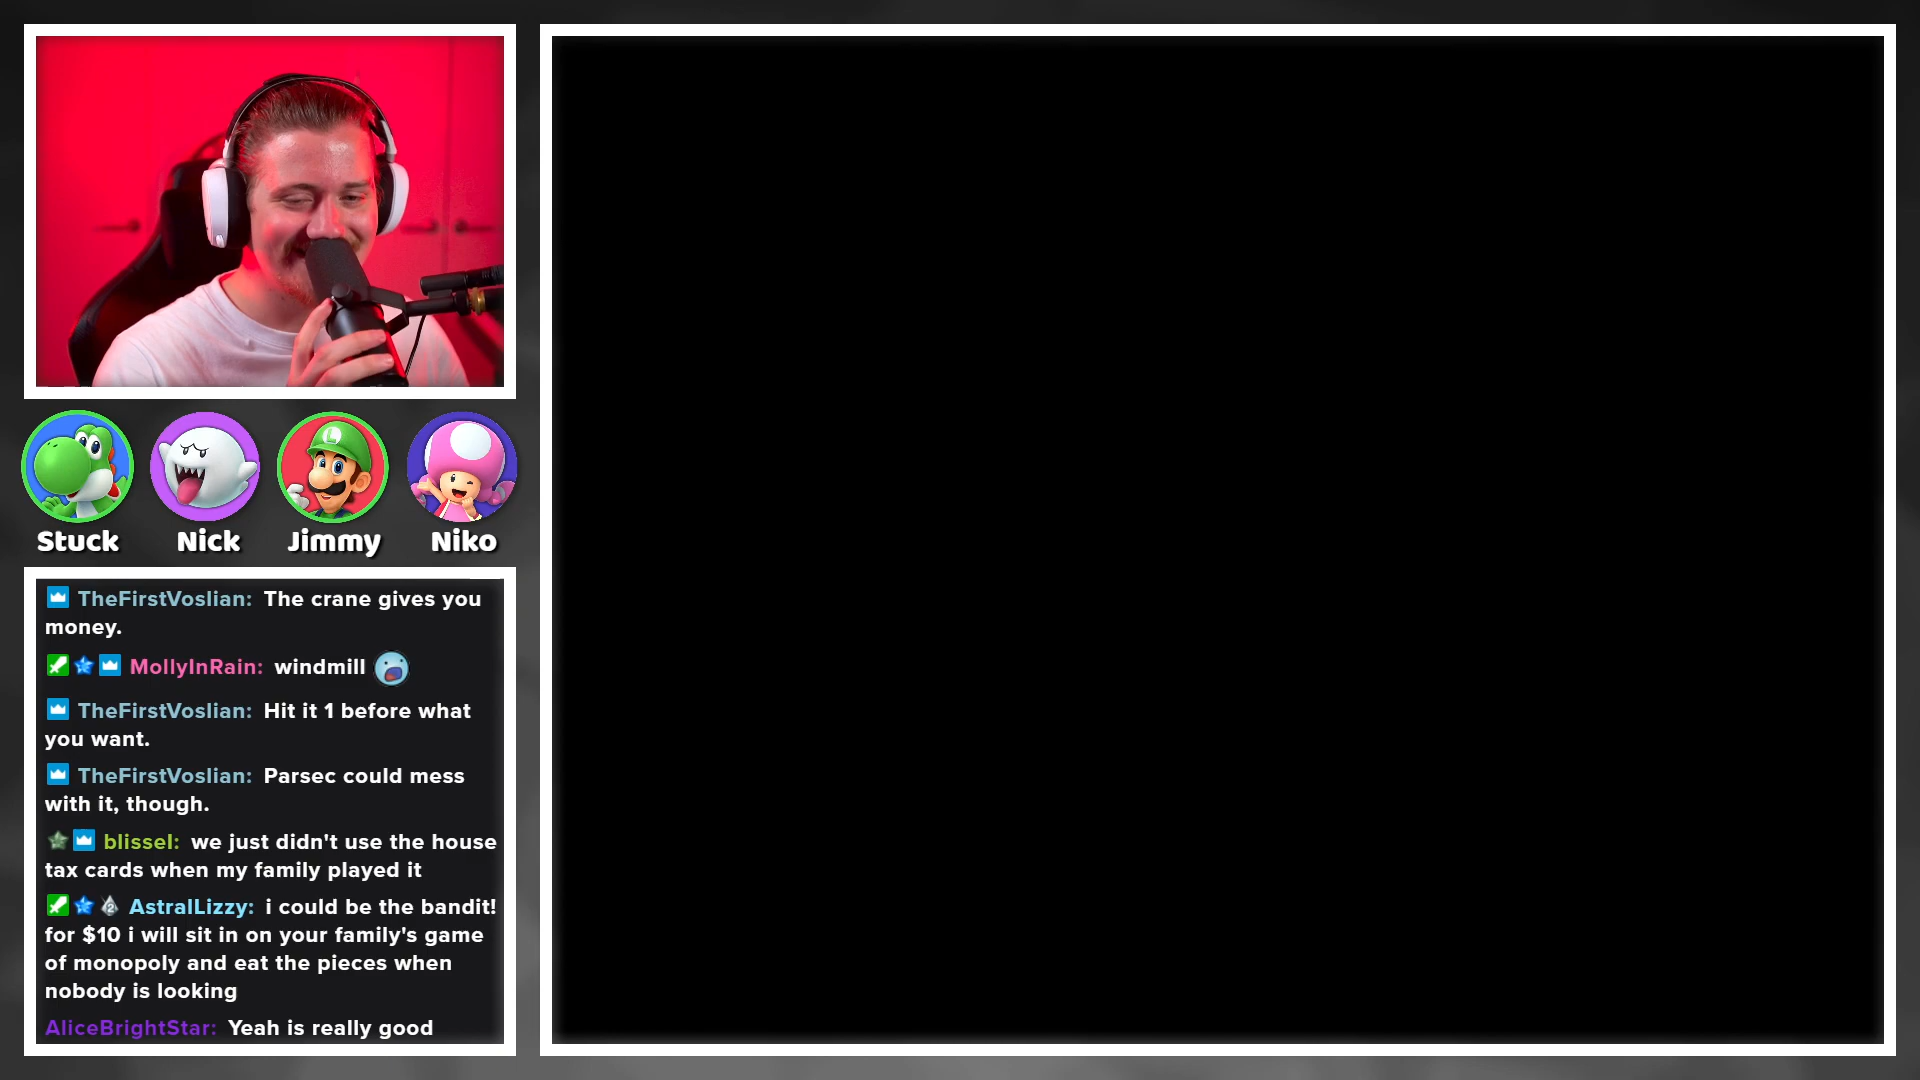 Stuck Nick Jimmy Niko
TheFirstVoslian: The crane gives you
money.
MollyInRain: windmill
TheFirstVoslian: Hit it 1 before what
you want.
TheFirstVoslian: Parsec could mess
with it, though.
blissel: we just didn't use the house
tax cards when my family played it
2 AstralLizzy: i could be the bandit!
for $10 i will sit in on your family's game
of monopoly and eat the pieces when
nobody is looking
AliceBrightStar: Yeah is really good